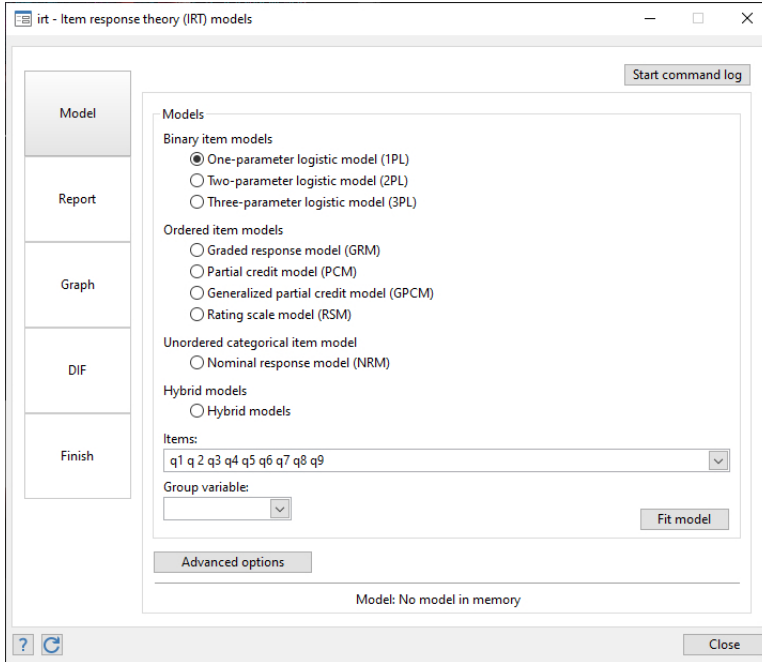 irt - Item response theory (IRT) models
Start command log
Model
Report
Graph
DIF
Finish
Models
Binary item models
One-parameter logistic model (1PL)
Two-parameter logistic model (2PL)
Three-parameter logistic model (3PL)
Ordered item models
Graded response model (GRM)
Partial credit model (PCM)
Generalized partial credit model (GPCM)
Rating scale model (RSM)
Unordered categorical item model
Nominal response model (NRM)
Hybrid models
Hybrid models
Items:
q1 q 2 q3 q4 q5 q6 q7 q8 q9
Group variable:
Fit model
Advanced options
Model: No model in memory
?
Close